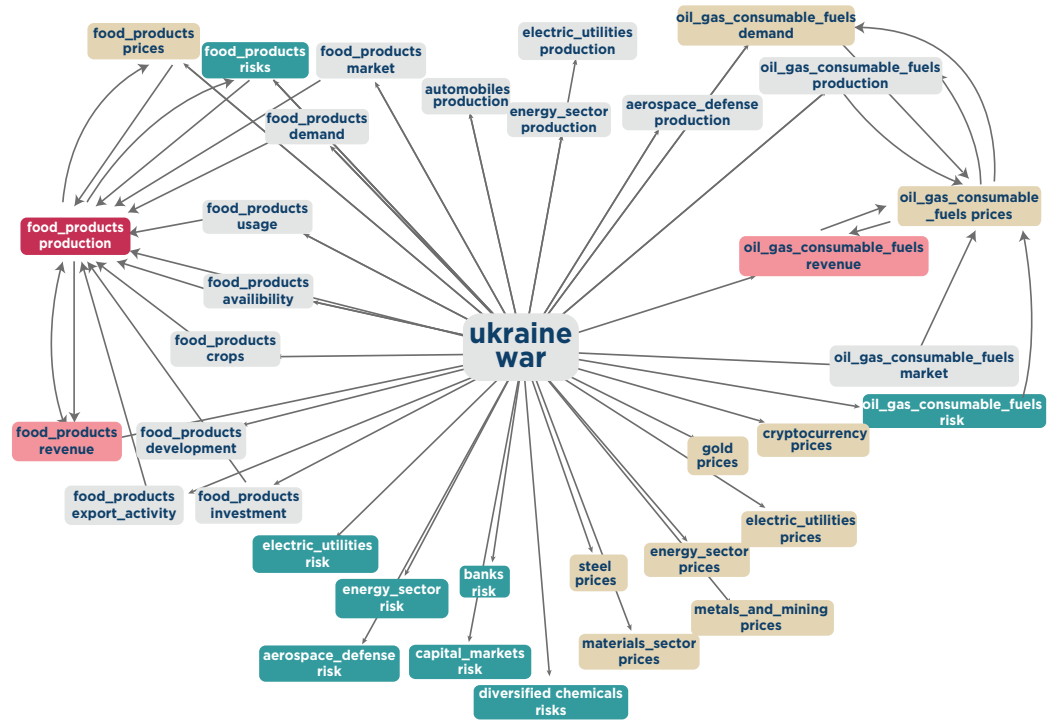 food_products
prices
food_products
risks
food_products
market
electric_utilities
production
oil_gas_consumable_fuels
demand
oil_gas_consumable_fuels
production
automobiles
production
energy_sector
production
aerospace_defense
production
food_products
demand
food_products
production
food_products
usage
oil_gas_consumable
_fuels prices
oil_gas_consumable_fuels
revenue
food_products
availibility
food_products
crops
ukraine
war
oil_gas_consumable_fuels
market
oil_gas_consumable_fuels
risk
food_products
revenue
food_products
development
gold
prices
cryptocurrency
prices
food_products
export_activity
food_products
investment
electric_utilities
prices
electric_utilities
risk
energy_sector
risk
banks
risk
steel
prices
energy_sector
prices
metals_and_mining
prices
aerospace_defense
risk
capital_markets
risk
materials_sector
prices
diversified chemicals
risks